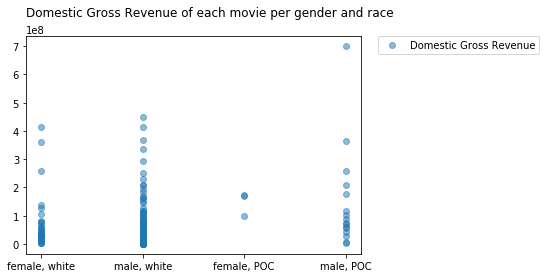 Domestic Gross Revenue of each movie per gender and race
1e8
Domestic Gross Revenue
7
6
5
4
3
2
1
0
female, white male, white female, POC male, POC